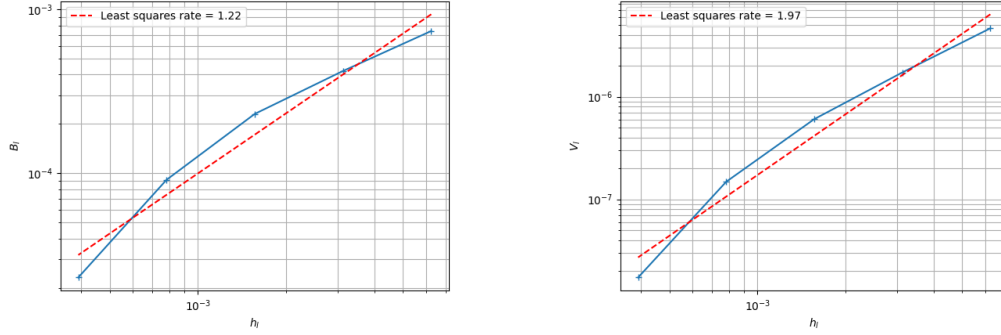 Least squares rate = 1.22
10⁻³
10⁻⁴
Bₗ
10⁻³
hₗ
Least squares rate = 1.97
10⁻⁶
10⁻⁷
Vₗ
10⁻³
hₗ